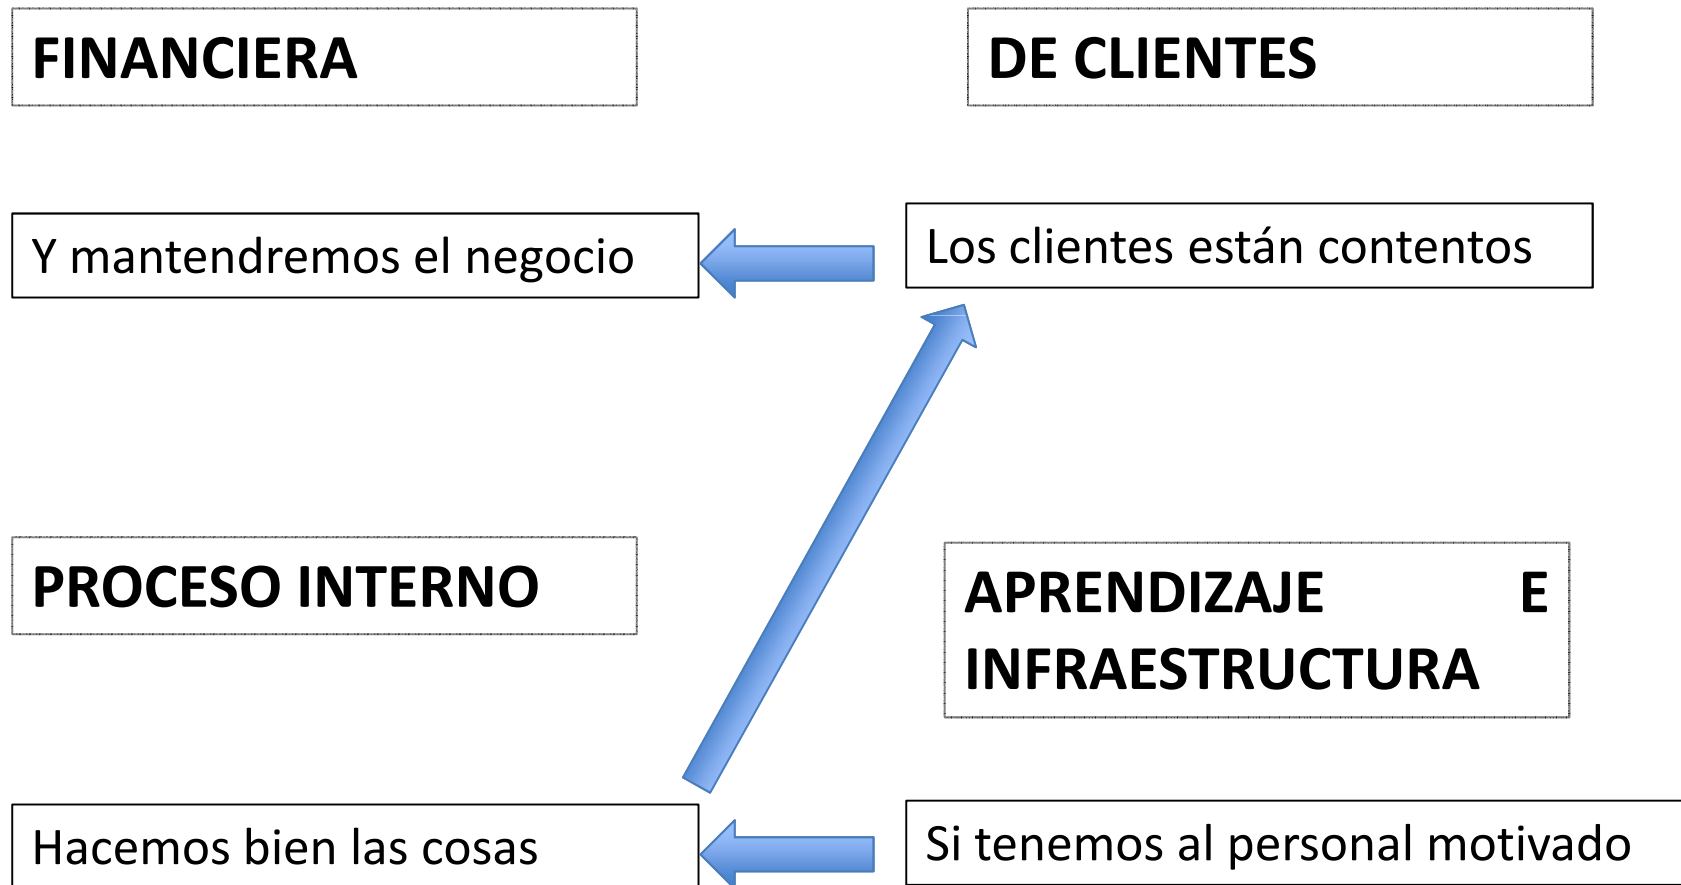 FINANCIERA
DE CLIENTES
Y mantendremos el negocio
Los clientes están contentos
PROCESO INTERNO
APRENDIZAJE E
INFRAESTRUCTURA
Hacemos bien las cosas
Si tenemos al personal motivado